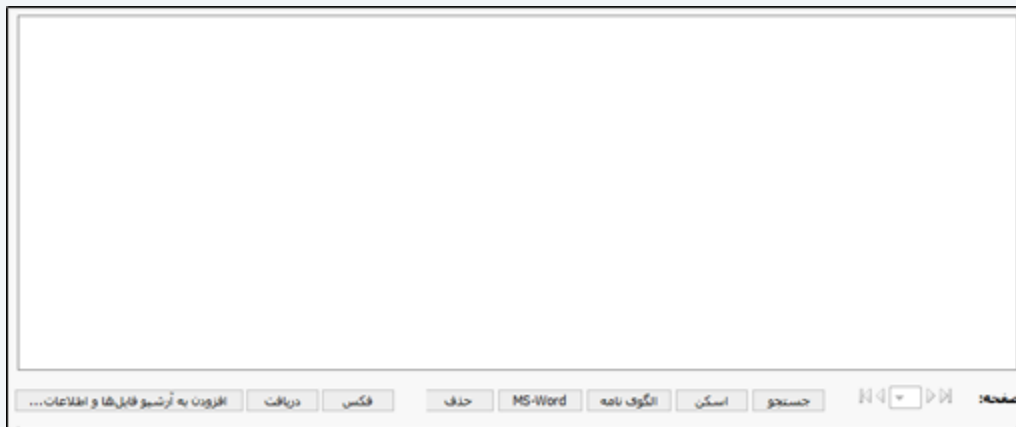 صفحه: جستجو اسکن الگوی نامه MS-Word حذف فکس دریافت افزودن به آرشیو فایل‌ها و اطلاعات...